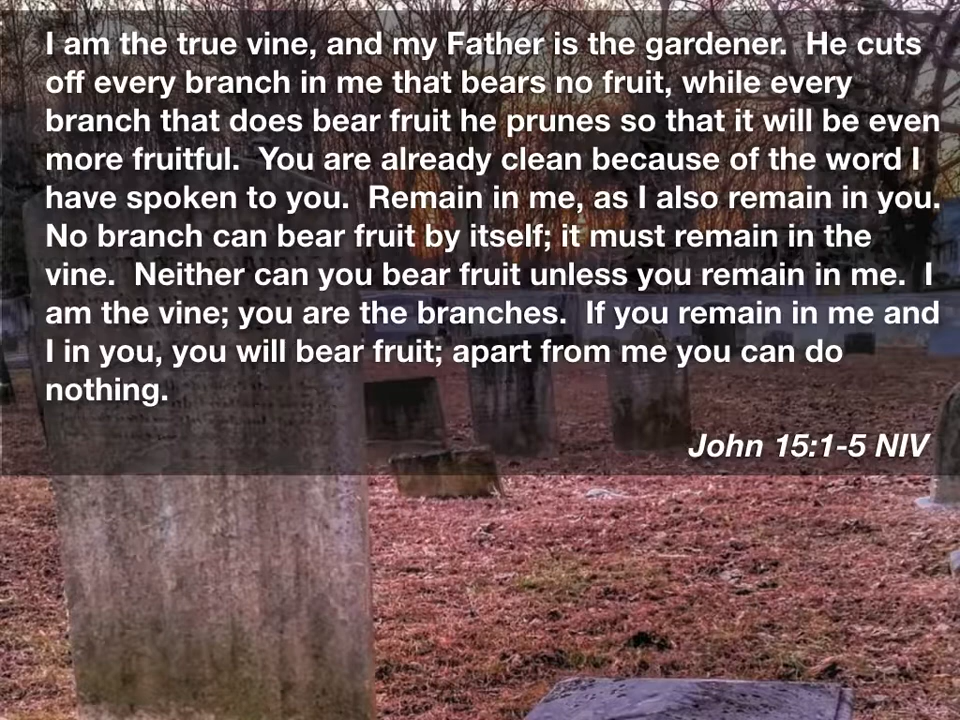 I am the true vine, and my Father is the gardener.  He cuts
off every branch in me that bears no fruit, while every
branch that does bear fruit he prunes so that it will be even
more fruitful.  You are already clean because of the word I
have spoken to you.  Remain in me, as I also remain in you.
No branch can bear fruit by itself; it must remain in the
vine.  Neither can you bear fruit unless you remain in me.  I
am the vine; you are the branches.  If you remain in me and
I in you, you will bear fruit; apart from me you can do
nothing.
John 15:1-5 NIV